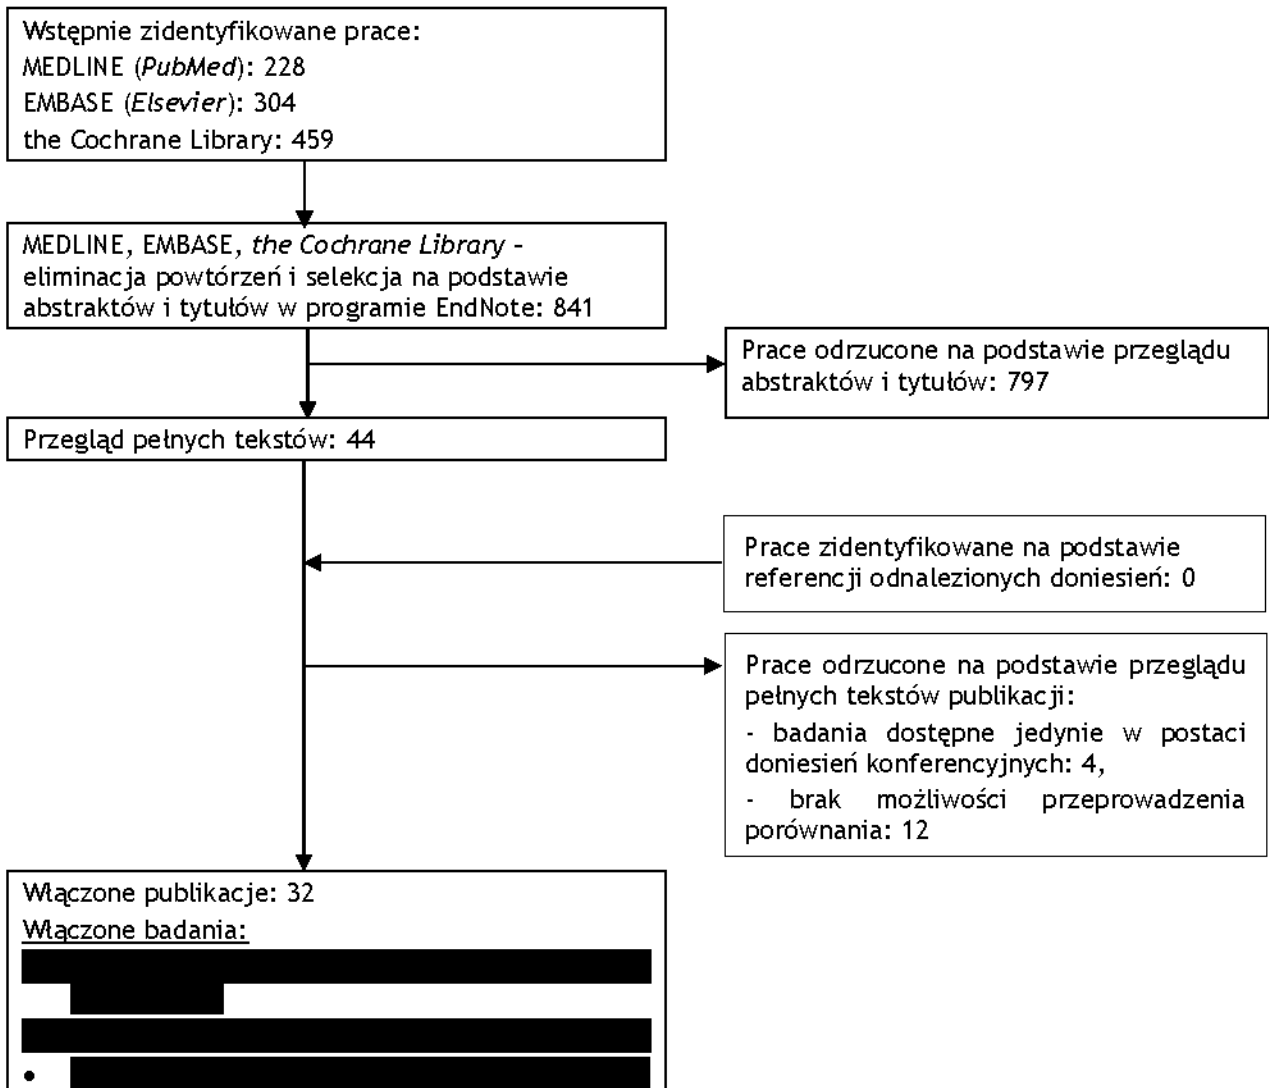 Wstępnie zidentyfikowane prace:
MEDLINE (PubMed): 228
EMBASE (Elsevier): 304
the Cochrane Library: 459
MEDLINE, EMBASE, the Cochrane Library –
eliminacja powtórzeń i selekcja na podstawie
abstraktów i tytułów w programie EndNote: 841
Prace odrzucone na podstawie przeglądu
abstraktów i tytułów: 797
Przegląd pełnych tekstów: 44
Prace zidentyfikowane na podstawie
referencji odnalezionych doniesień: 0
Prace odrzucone na podstawie przeglądu
pełnych tekstów publikacji:
- badania dostępne jedynie w postaci
doniesień konferencyjnych: 4,
- brak możliwości przeprowadzenia
porównania: 12
Włączone publikacje: 32
Włączone badania:
•